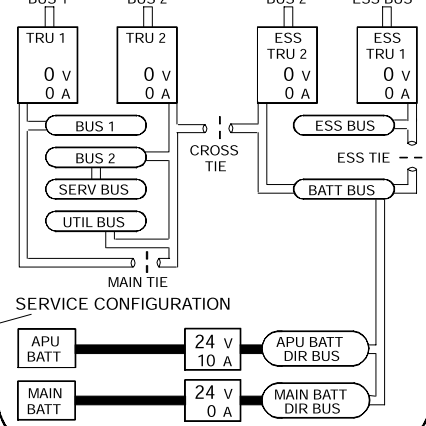 BUS 1 BUS 2 BUS 2 ESS BUS
TRU 1 TRU 2 ESS TRU 2 ESS TRU 1
0 V 0 V 0 V 0 V
0 A 0 A 0 A 0 A
BUS 1 ESS BUS
BUS 2 CROSS TIE ESS TIE
SERV BUS BATT BUS
UTIL BUS
MAIN TIE
SERVICE CONFIGURATION
APU BATT 24 V APU BATT DIR BUS
10 A
MAIN BATT 24 V MAIN BATT DIR BUS
0 A